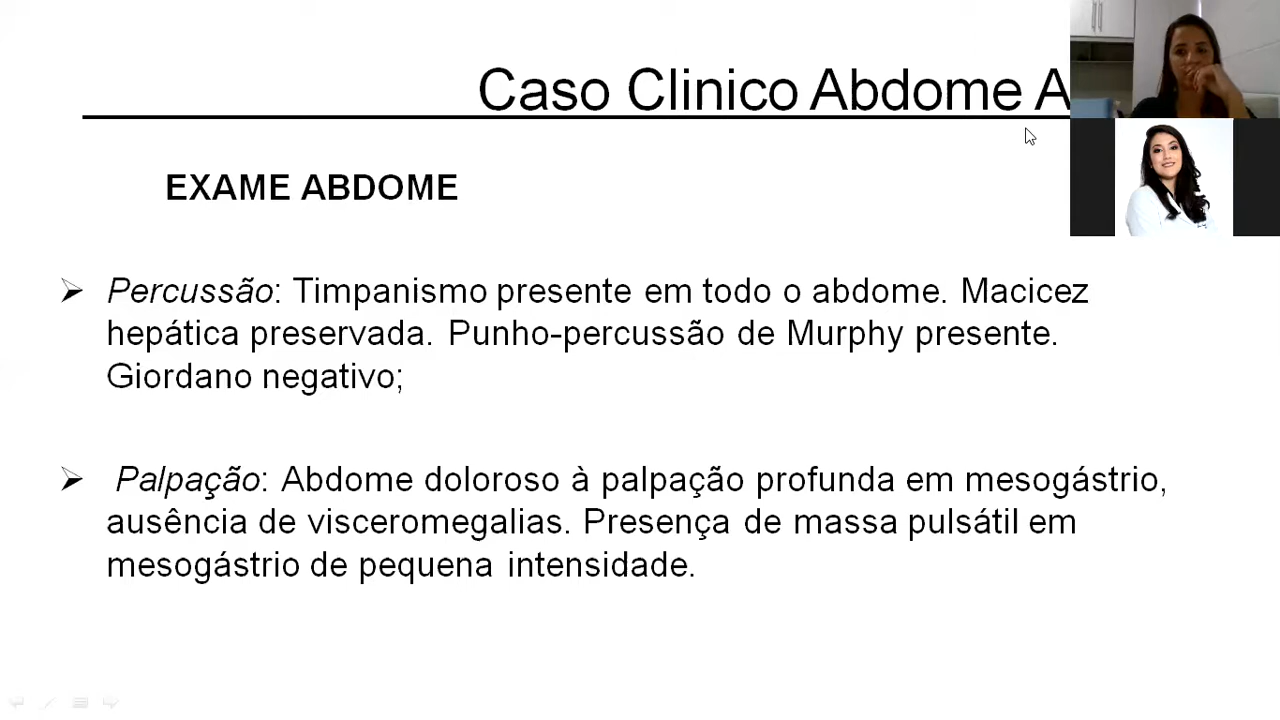 Caso Clinico Abdome A
EXAME ABDOME
➢ Percussão: Timpanismo presente em todo o abdome. Macicez
hepática preservada. Punho-percussão de Murphy presente.
Giordano negativo;
➢ Palpação: Abdome doloroso à palpação profunda em mesogástrio,
ausência de visceromegalias. Presença de massa pulsátil em
mesogástrio de pequena intensidade.